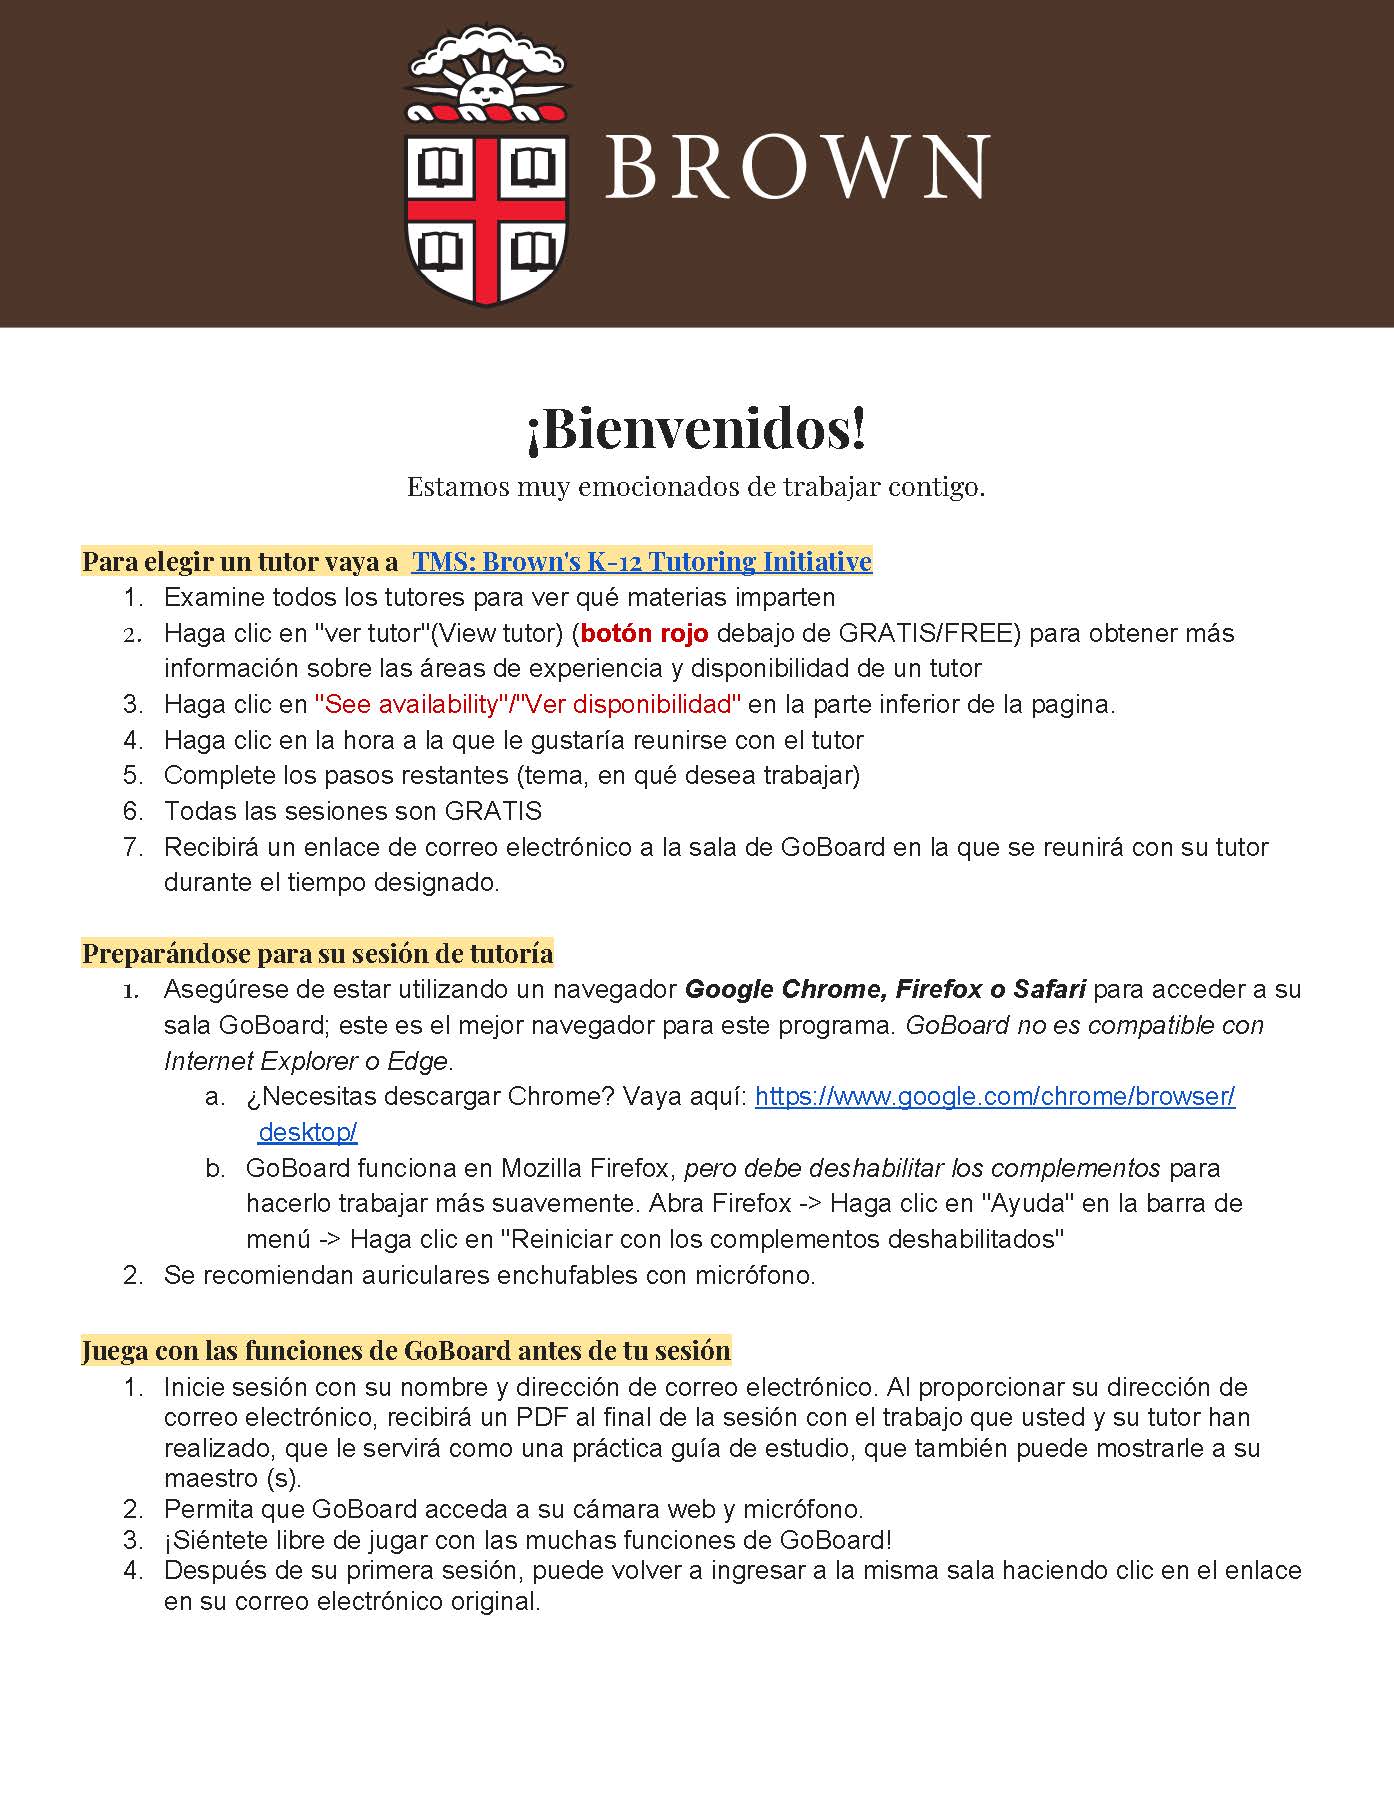 BROWN
¡Bienvenidos!
Estamos muy emocionados de trabajar contigo.
Para elegir un tutor vaya a TMS: Brown's K-12 Tutoring Initiative
1. Examine todos los tutores para ver qué materias imparten
2. Haga clic en "ver tutor"(View tutor) (botón rojo debajo de GRATIS/FREE) para obtener más
información sobre las áreas de experiencia y disponibilidad de un tutor
3. Haga clic en "See availability"/"Ver disponibilidad" en la parte inferior de la pagina.
4. Haga clic en la hora a la que le gustaría reunirse con el tutor
5. Complete los pasos restantes (tema, en qué desea trabajar)
6. Todas las sesiones son GRATIS
7. Recibirá un enlace de correo electrónico a la sala de GoBoard en la que se reunirá con su tutor
durante el tiempo designado.
Preparándose para su sesión de tutoría
1. Asegúrese de estar utilizando un navegador Google Chrome, Firefox o Safari para acceder a su
sala GoBoard; este es el mejor navegador para este programa. GoBoard no es compatible con
Internet Explorer o Edge.
a. ¿Necesitas descargar Chrome? Vaya aquí: https://www.google.com/chrome/browser/
desktop/
b. GoBoard funciona en Mozilla Firefox, pero debe deshabilitar los complementos para
hacerlo trabajar más suavemente. Abra Firefox -> Haga clic en "Ayuda" en la barra de
menú -> Haga clic en "Reiniciar con los complementos deshabilitados"
2. Se recomiendan auriculares enchufables con micrófono.
Juega con las funciones de GoBoard antes de tu sesión
1. Inicie sesión con su nombre y dirección de correo electrónico. Al proporcionar su dirección de
correo electrónico, recibirá un PDF al final de la sesión con el trabajo que usted y su tutor han
realizado, que le servirá como una práctica guía de estudio, que también puede mostrarle a su
maestro (s).
2. Permita que GoBoard acceda a su cámara web y micrófono.
3. ¡Siéntete libre de jugar con las muchas funciones de GoBoard!
4. Después de su primera sesión, puede volver a ingresar a la misma sala haciendo clic en el enlace
en su correo electrónico original.